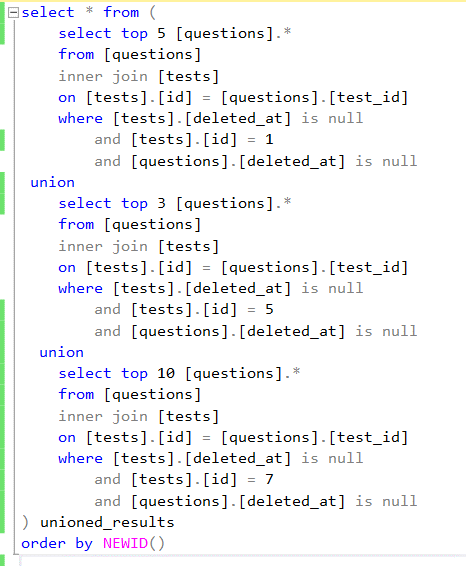 select * from (
select top 5 [questions].*
from [questions]
inner join [tests]
on [tests].[id] = [questions].[test_id]
where [tests].[deleted_at] is null
and [tests].[id] = 1
and [questions].[deleted_at] is null
union
select top 3 [questions].*
from [questions]
inner join [tests]
on [tests].[id] = [questions].[test_id]
where [tests].[deleted_at] is null
and [tests].[id] = 5
and [questions].[deleted_at] is null
union
select top 10 [questions].*
from [questions]
inner join [tests]
on [tests].[id] = [questions].[test_id]
where [tests].[deleted_at] is null
and [tests].[id] = 7
and [questions].[deleted_at] is null
) unioned_results
order by NEWID()